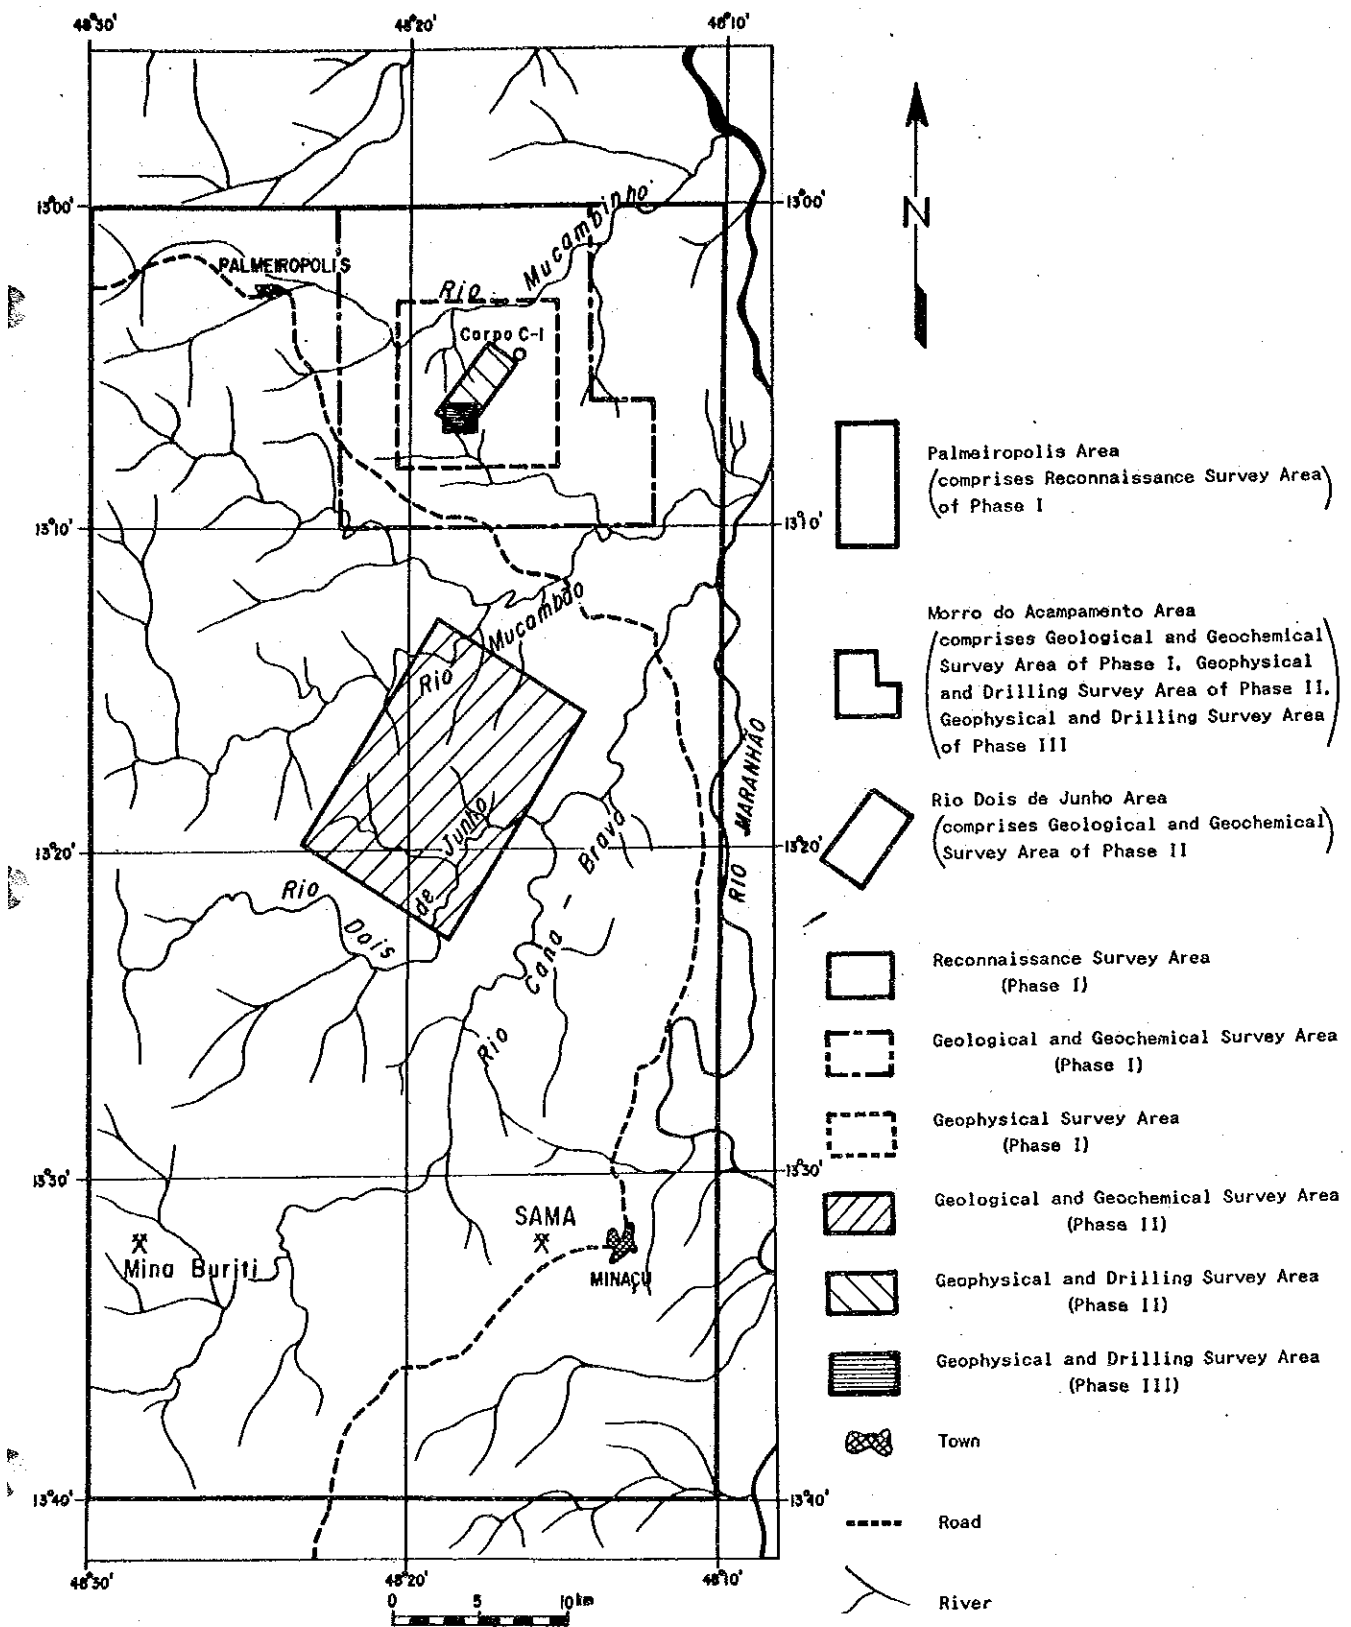 48°30'
48°20'
48°10'
13°00'
13°00'
Rio Mucambinho
PALMEIROPOLIS
Corpo C-1
N
13°10'
13°10'
Rio Mucambão
13°20'
13°20'
Rio Dois de Junho
Rio Cana - Brava
RIO MARANHÃO
13°30'
13°30'
SAMA
Mina Buriti
MINAÇU
13°40'
13°40'
48°30'
48°20'
48°10'
0 5 10km
Palmeiropolis Area
(comprises Reconnaissance Survey Area
of Phase I)
Morro do Acampamento Area
(comprises Geological and Geochemical
Survey Area of Phase I, Geophysical
and Drilling Survey Area of Phase II,
Geophysical and Drilling Survey Area
of Phase III)
Rio Dois de Junho Area
(comprises Geological and Geochemical
Survey Area of Phase II)
Reconnaissance Survey Area
(Phase I)
Geological and Geochemical Survey Area
(Phase I)
Geophysical Survey Area
(Phase I)
Geological and Geochemical Survey Area
(Phase II)
Geophysical and Drilling Survey Area
(Phase II)
Geophysical and Drilling Survey Area
(Phase III)
Town
Road
River